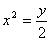 x² = y/2